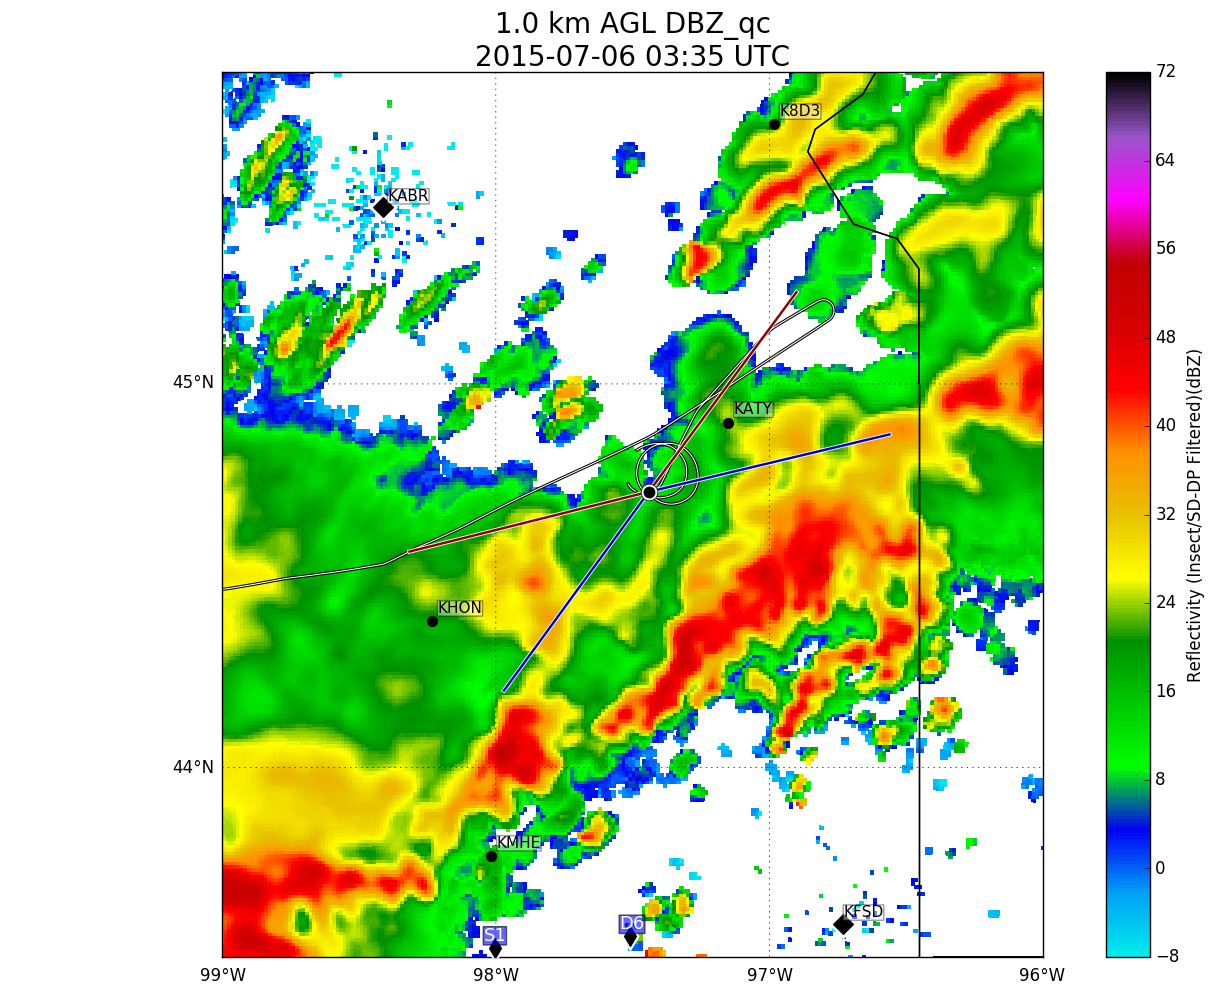 1.0 km AGL DBZ_qc
2015-07-06 03:35 UTC
K8D3
KABR
KATY
KHON
KMHE
KFSD
S1
D6
45°N
44°N
99°W
98°W
97°W
96°W
72
64
56
48
40
32
24
16
8
0
−8
Reflectivity (Insect/SD-DP Filtered)(dBZ)